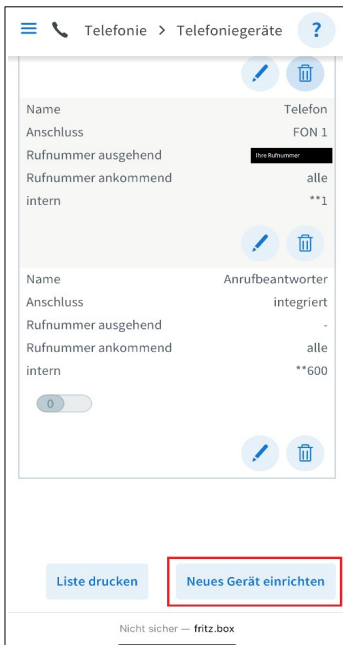 Telefonie > Telefoniegeräte ?
Name Telefon
Anschluss FON 1
Rufnummer ausgehend Ihre Rufnummer
Rufnummer ankommend alle
intern **1
Name Anrufbeantworter
Anschluss integriert
Rufnummer ausgehend -
Rufnummer ankommend alle
intern **600
0
Liste drucken Neues Gerät einrichten
Nicht sicher — fritz.box